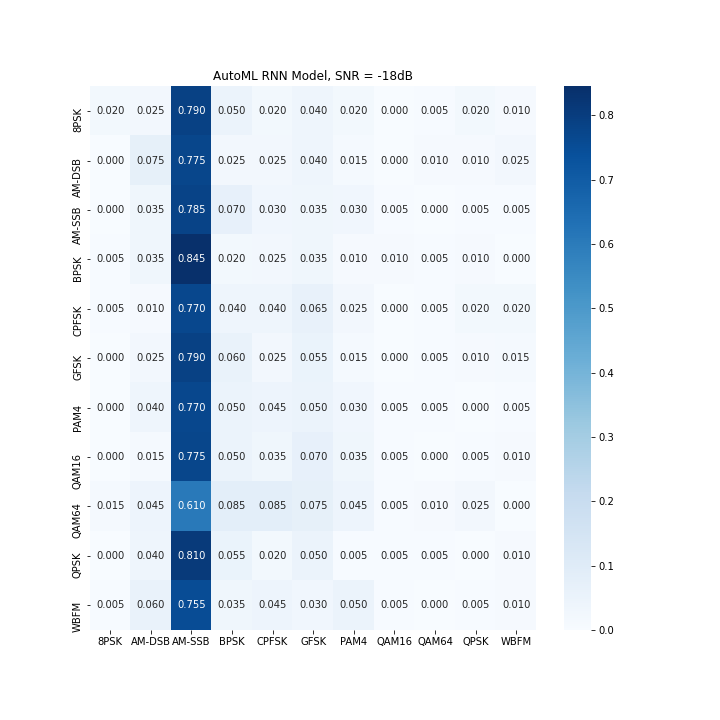 AutoML RNN Model, SNR = -18dB
8PSK 0.020 0.025 0.790 0.050 0.020 0.040 0.020 0.000 0.005 0.020 0.010
AM-DSB 0.000 0.075 0.775 0.025 0.025 0.040 0.015 0.000 0.010 0.010 0.025
AM-SSB 0.000 0.035 0.785 0.070 0.030 0.035 0.030 0.005 0.000 0.005 0.005
BPSK 0.005 0.035 0.845 0.020 0.025 0.035 0.010 0.010 0.005 0.010 0.000
CPFSK 0.005 0.010 0.770 0.040 0.040 0.065 0.025 0.000 0.005 0.020 0.020
GFSK 0.000 0.025 0.790 0.060 0.025 0.055 0.015 0.000 0.005 0.010 0.015
PAM4 0.000 0.040 0.770 0.050 0.045 0.050 0.030 0.005 0.005 0.000 0.005
QAM16 0.000 0.015 0.775 0.050 0.035 0.070 0.035 0.005 0.000 0.005 0.010
QAM64 0.015 0.045 0.610 0.085 0.085 0.075 0.045 0.005 0.010 0.025 0.000
QPSK 0.000 0.040 0.810 0.055 0.020 0.050 0.005 0.005 0.005 0.000 0.010
WBFM 0.005 0.060 0.755 0.035 0.045 0.030 0.050 0.005 0.000 0.005 0.010
8PSK AM-DSB AM-SSB BPSK CPFSK GFSK PAM4 QAM16 QAM64 QPSK WBFM
0.8
0.7
0.6
0.5
0.4
0.3
0.2
0.1
0.0